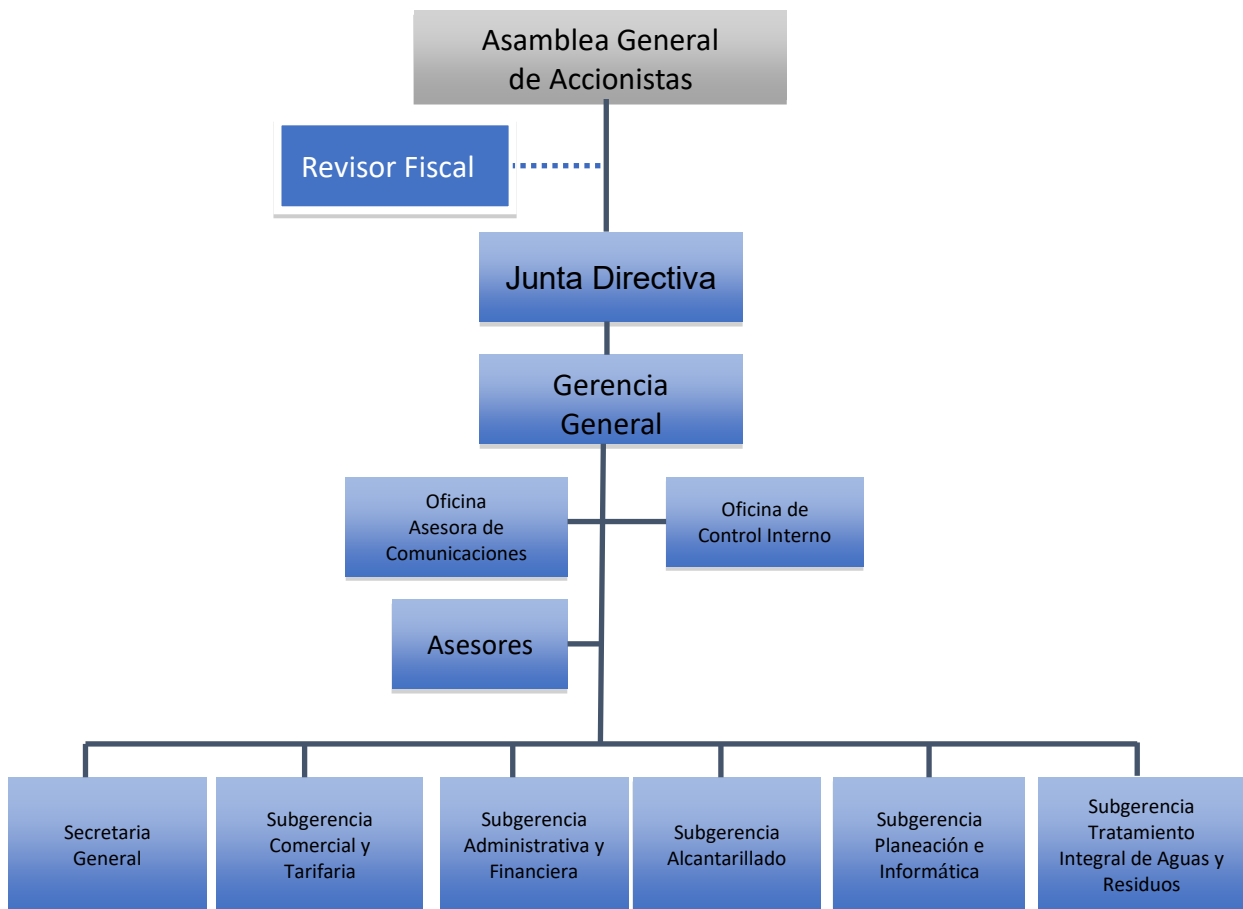 Asamblea General
de Accionistas
Revisor Fiscal
Junta Directiva
Gerencia
General
Oficina
Asesora de
Comunicaciones
Oficina de
Control Interno
Asesores
Secretaria
General
Subgerencia
Comercial y
Tarifaria
Subgerencia
Administrativa y
Financiera
Subgerencia
Alcantarillado
Subgerencia
Planeación e
Informática
Subgerencia
Tratamiento
Integral de Aguas y
Residuos